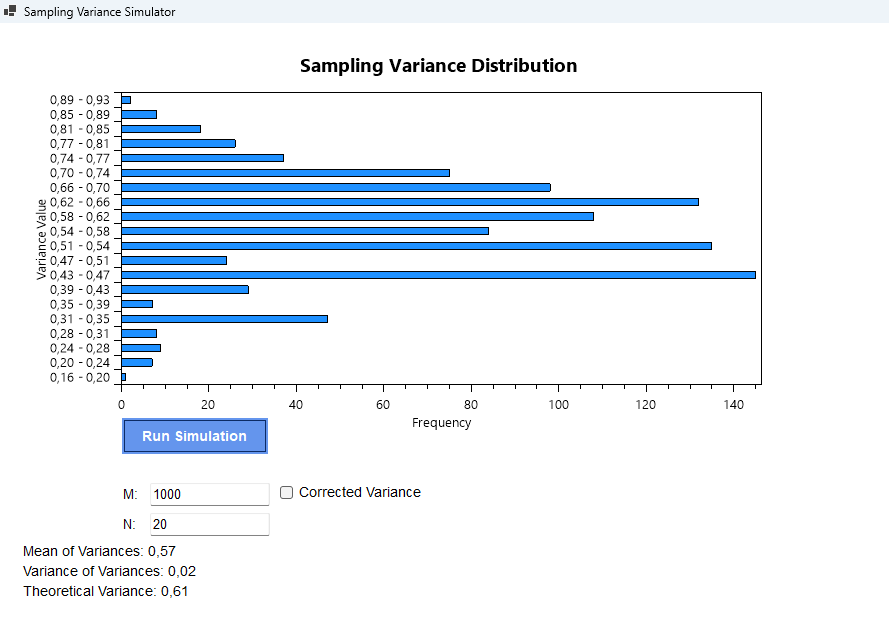 Sampling Variance Simulator
Sampling Variance Distribution
Variance Value
0,89 - 0,93
0,85 - 0,89
0,81 - 0,85
0,77 - 0,81
0,74 - 0,77
0,70 - 0,74
0,66 - 0,70
0,62 - 0,66
0,58 - 0,62
0,54 - 0,58
0,51 - 0,54
0,47 - 0,51
0,43 - 0,47
0,39 - 0,43
0,35 - 0,39
0,31 - 0,35
0,28 - 0,31
0,24 - 0,28
0,20 - 0,24
0,16 - 0,20
0 20 40 60 80 100 120 140
Frequency
Run Simulation
M: 1000 Corrected Variance
N: 20
Mean of Variances: 0,57
Variance of Variances: 0,02
Theoretical Variance: 0,61